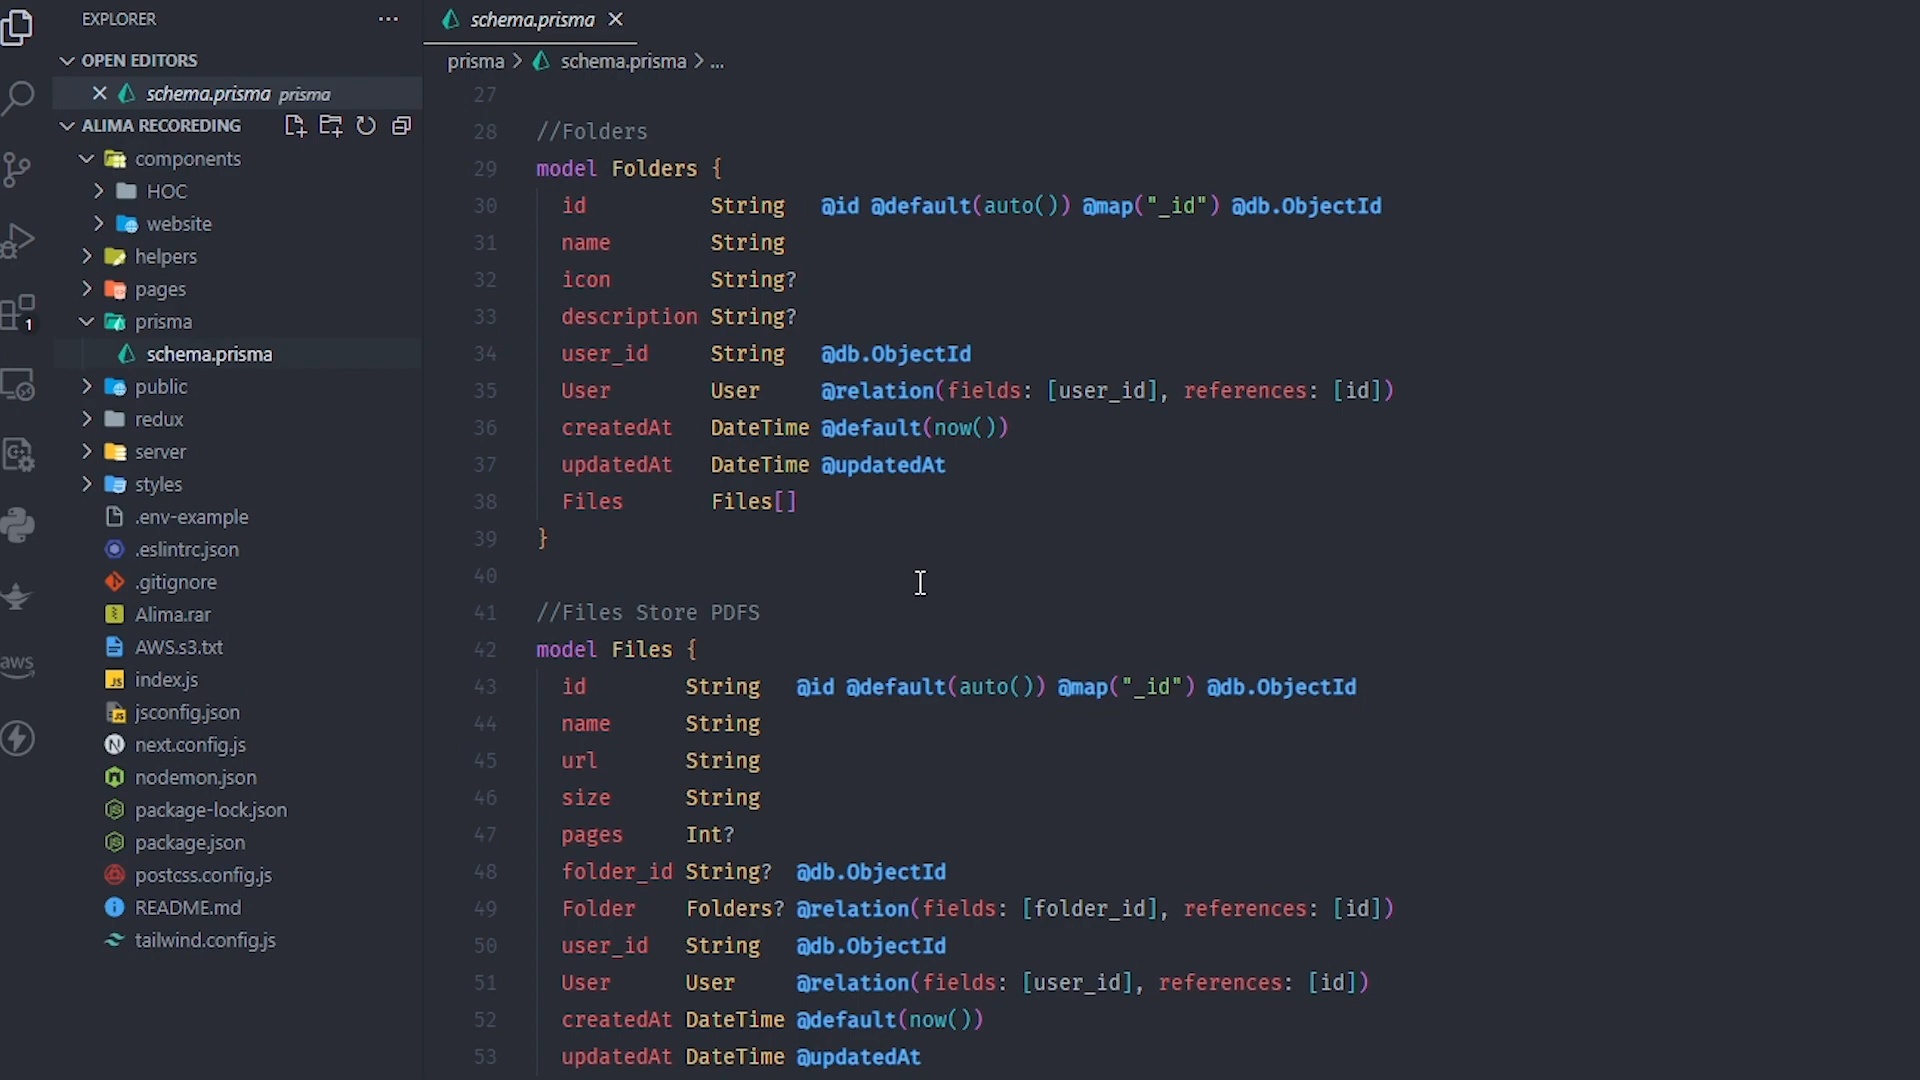 EXPLORER
OPEN EDITORS
schema.prisma prisma
ALIMA RECOREDING
components
HOC
website
helpers
pages
prisma
schema.prisma
public
redux
server
styles
.env-example
.eslintrc.json
.gitignore
Alima.rar
AWS.s3.txt
index.js
jsconfig.json
next.config.js
nodemon.json
package-lock.json
package.json
postcss.config.js
README.md
tailwind.config.js
1
aws
schema.prisma
prisma > schema.prisma > ...
27
28 //Folders
29 model Folders {
30 id String @id @default(auto()) @map("_id") @db.ObjectId
31 name String
32 icon String?
33 description String?
34 user_id String @db.ObjectId
35 User User @relation(fields: [user_id], references: [id])
36 createdAt DateTime @default(now())
37 updatedAt DateTime @updatedAt
38 Files Files[]
39 }
40
41 //Files Store PDFS
42 model Files {
43 id String @id @default(auto()) @map("_id") @db.ObjectId
44 name String
45 url String
46 size String
47 pages Int?
48 folder_id String? @db.ObjectId
49 Folder Folders? @relation(fields: [folder_id], references: [id])
50 user_id String @db.ObjectId
51 User User @relation(fields: [user_id], references: [id])
52 createdAt DateTime @default(now())
53 updatedAt DateTime @updatedAt